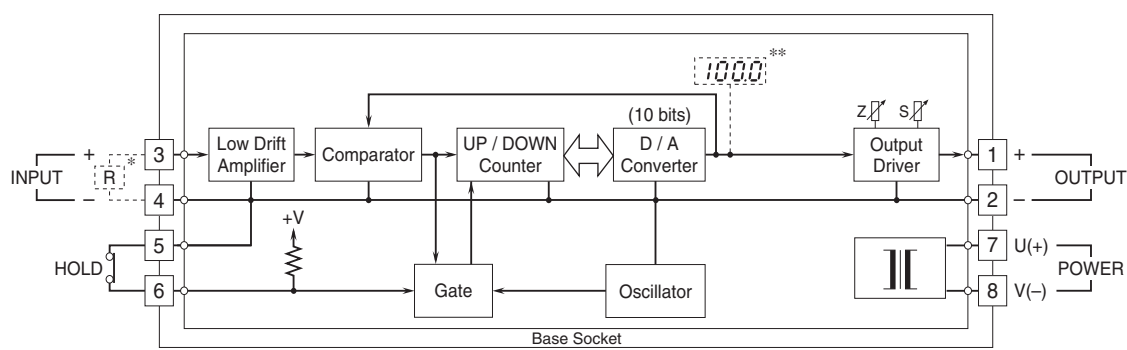 100.0
**
(10 bits)
Z
S
3
Low Drift
Amplifier
Comparator
UP / DOWN
Counter
D / A
Converter
Output
Driver
1
+
INPUT
+
R
*
–
4
2
–
OUTPUT
+V
5
HOLD
6
Gate
Oscillator
7
U(+)
POWER
8
V(–)
Base Socket